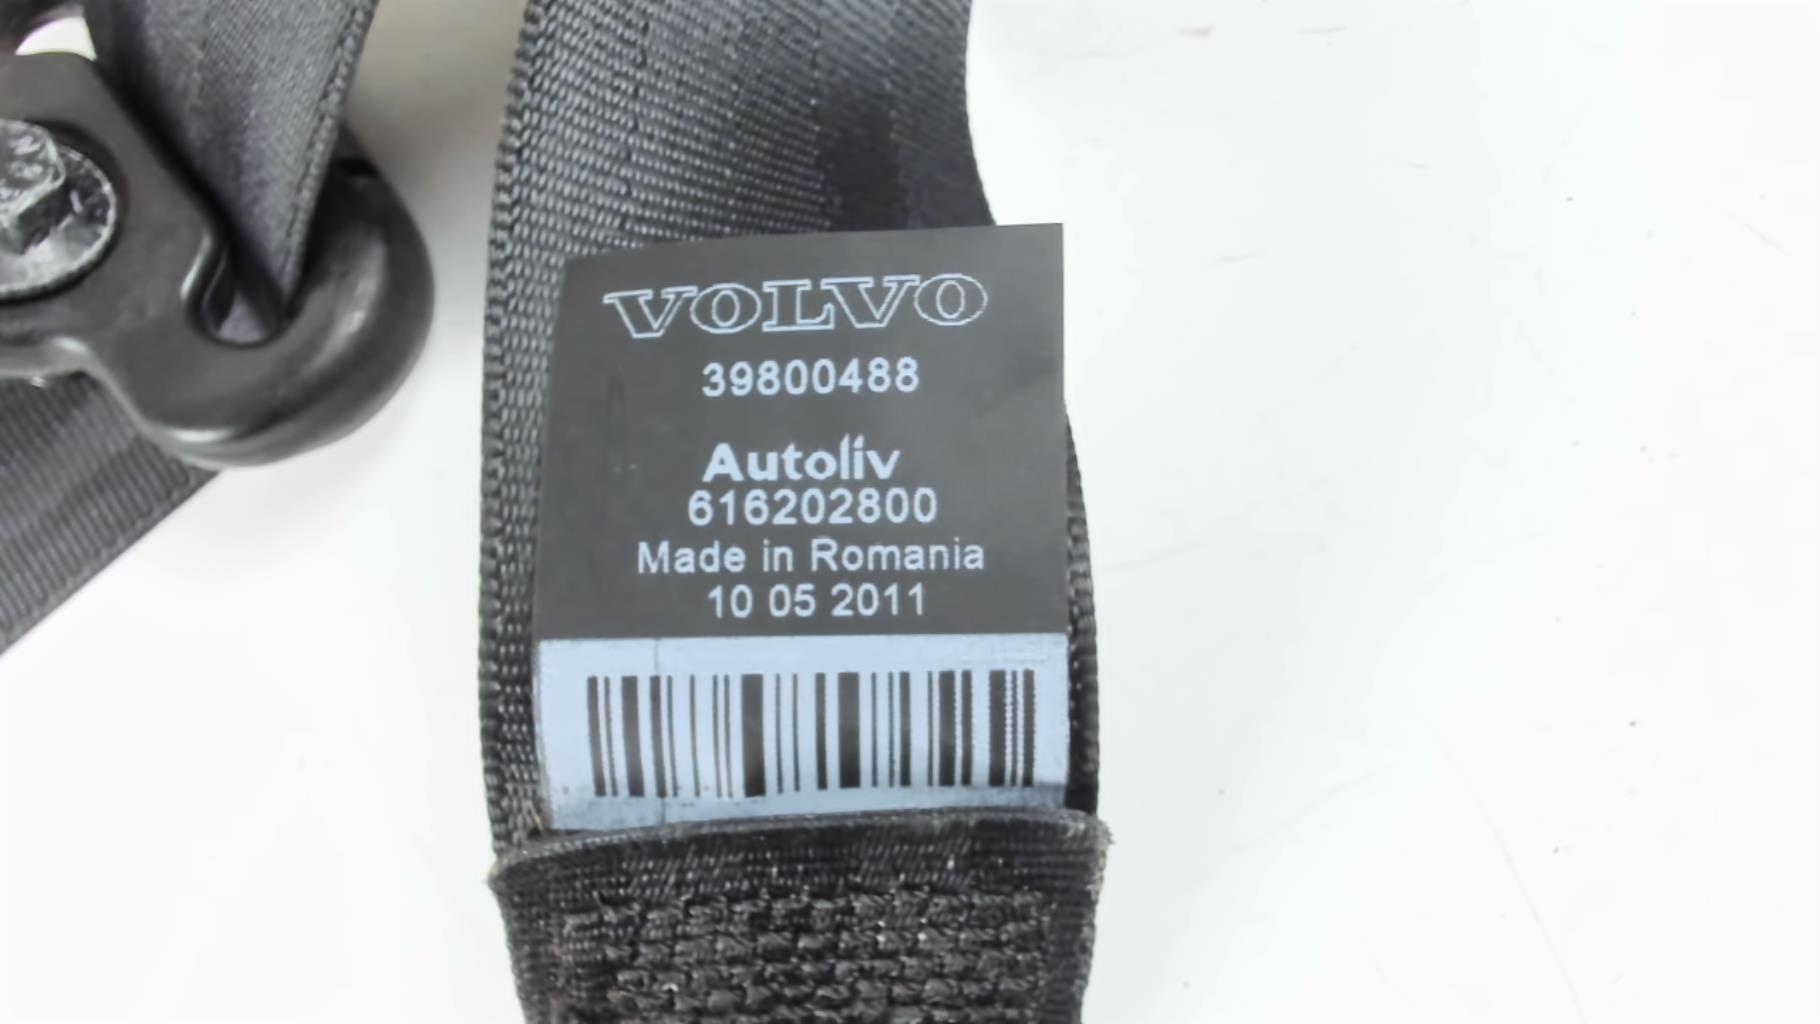 VOLVO
39800488
Autoliv
616202800
Made in Romania
10 05 2011